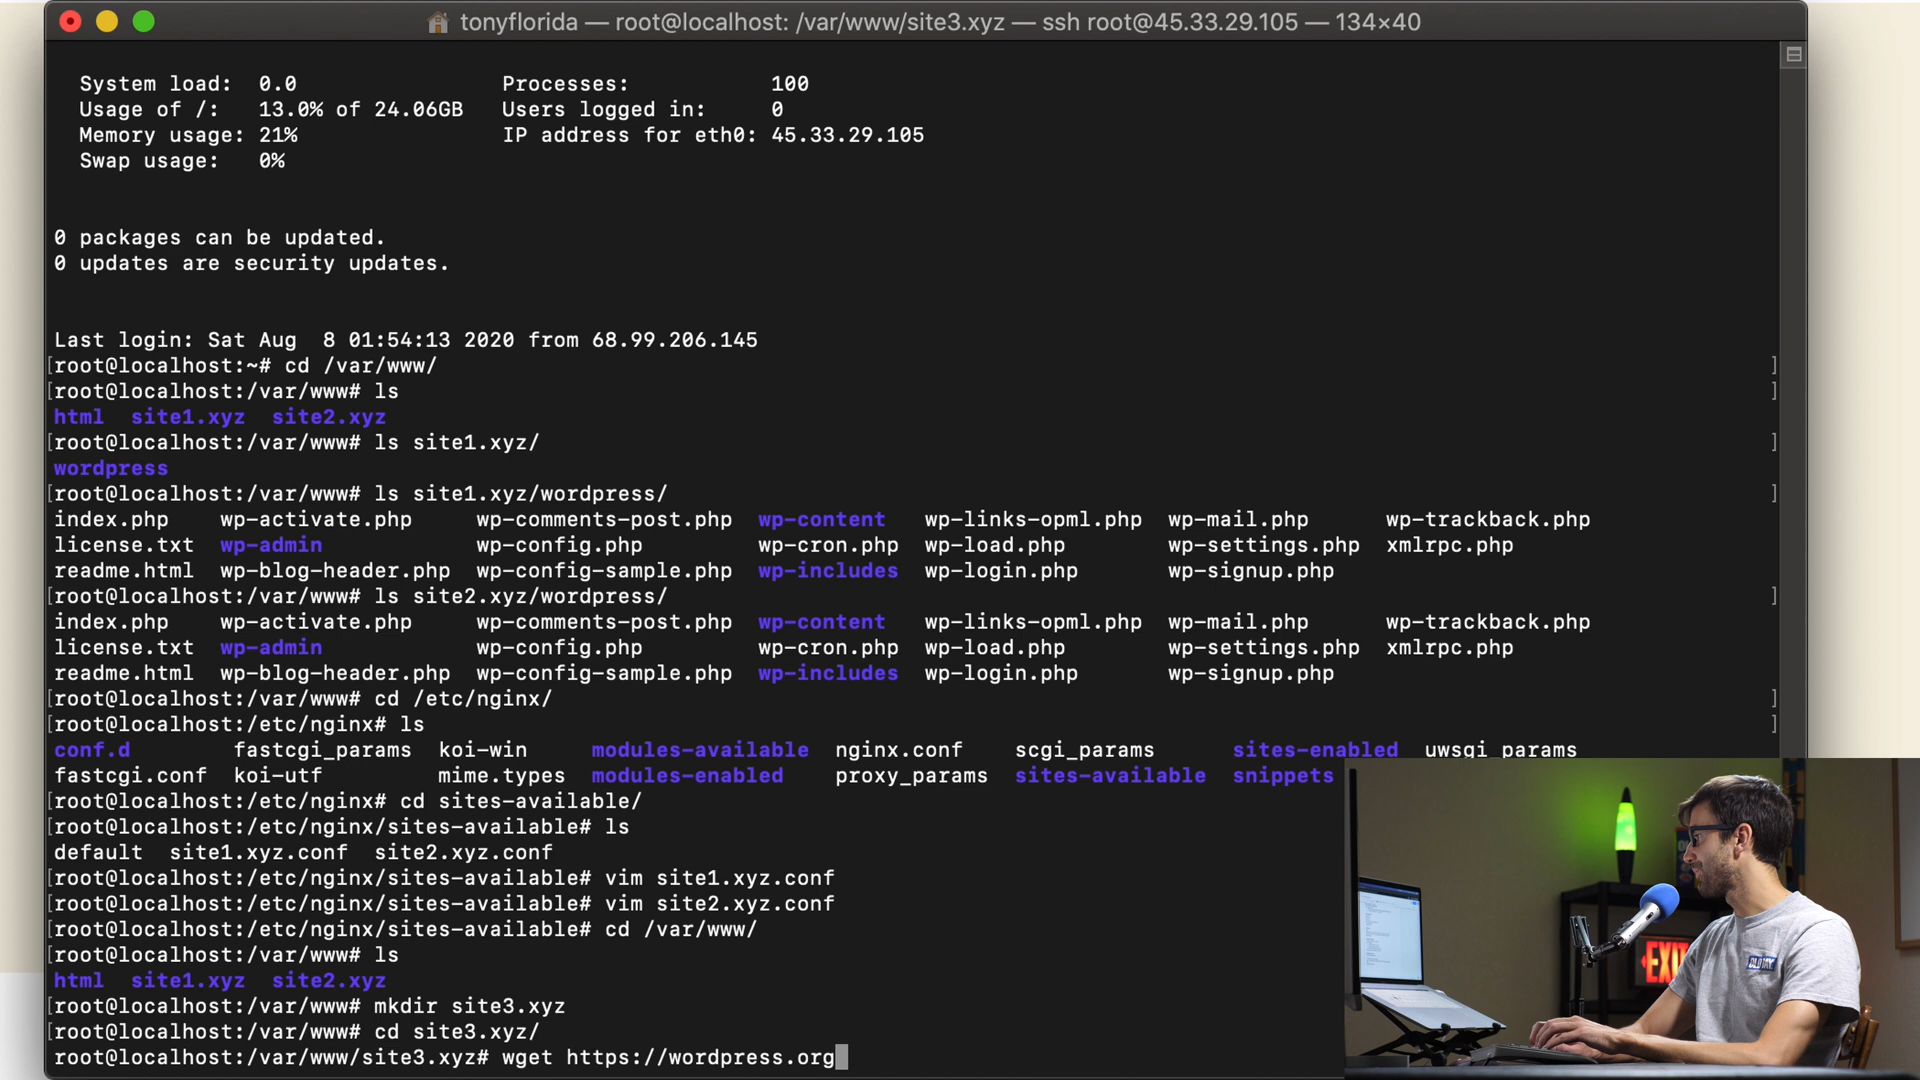 tonyflorida — root@localhost: /var/www/site3.xyz — ssh root@45.33.29.105 — 134×40
System load: 0.0 Processes: 100
Usage of /: 13.0% of 24.06GB Users logged in: 0
Memory usage: 21% IP address for eth0: 45.33.29.105
Swap usage: 0%
0 packages can be updated.
0 updates are security updates.
Last login: Sat Aug  8 01:54:13 2020 from 68.99.206.145
[root@localhost:~# cd /var/www/ ]
[root@localhost:/var/www# ls ]
html site1.xyz site2.xyz
[root@localhost:/var/www# ls site1.xyz/ ]
wordpress
[root@localhost:/var/www# ls site1.xyz/wordpress/ ]
index.php wp-activate.php wp-comments-post.php wp-content wp-links-opml.php wp-mail.php wp-trackback.php
license.txt wp-admin wp-config.php wp-cron.php wp-load.php wp-settings.php xmlrpc.php
readme.html wp-blog-header.php wp-config-sample.php wp-includes wp-login.php wp-signup.php
[root@localhost:/var/www# ls site2.xyz/wordpress/ ]
index.php wp-activate.php wp-comments-post.php wp-content wp-links-opml.php wp-mail.php wp-trackback.php
license.txt wp-admin wp-config.php wp-cron.php wp-load.php wp-settings.php xmlrpc.php
readme.html wp-blog-header.php wp-config-sample.php wp-includes wp-login.php wp-signup.php
[root@localhost:/var/www# cd /etc/nginx/ ]
[root@localhost:/etc/nginx# ls ]
conf.d fastcgi_params koi-win modules-available nginx.conf scgi_params sites-enabled uwsgi_params
fastcgi.conf koi-utf mime.types modules-enabled proxy_params sites-available snippets
[root@localhost:/etc/nginx# cd sites-available/
[root@localhost:/etc/nginx/sites-available# ls
default site1.xyz.conf site2.xyz.conf
[root@localhost:/etc/nginx/sites-available# vim site1.xyz.conf
[root@localhost:/etc/nginx/sites-available# vim site2.xyz.conf
[root@localhost:/etc/nginx/sites-available# cd /var/www/
[root@localhost:/var/www# ls
html site1.xyz site2.xyz
[root@localhost:/var/www# mkdir site3.xyz
[root@localhost:/var/www# cd site3.xyz/
root@localhost:/var/www/site3.xyz# wget https://wordpress.org
OLD NAVY
EXI